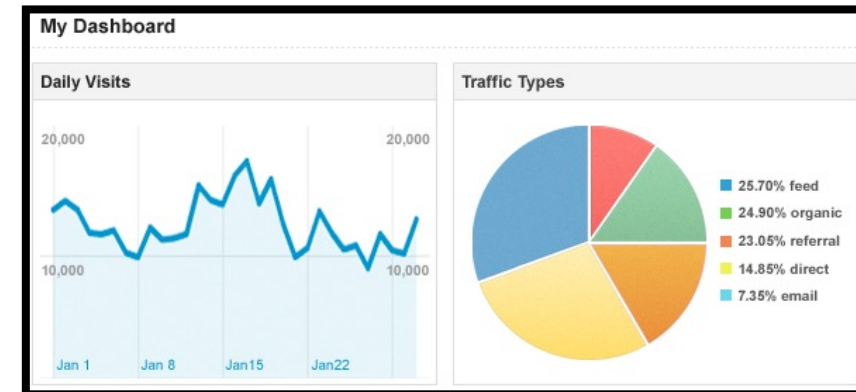 My Dashboard
Daily Visits
20,000
20,000
10,000
10,000
Jan 1
Jan 8
Jan15
Jan22
Traffic Types
25.70% feed
24.90% organic
23.05% referral
14.85% direct
7.35% email